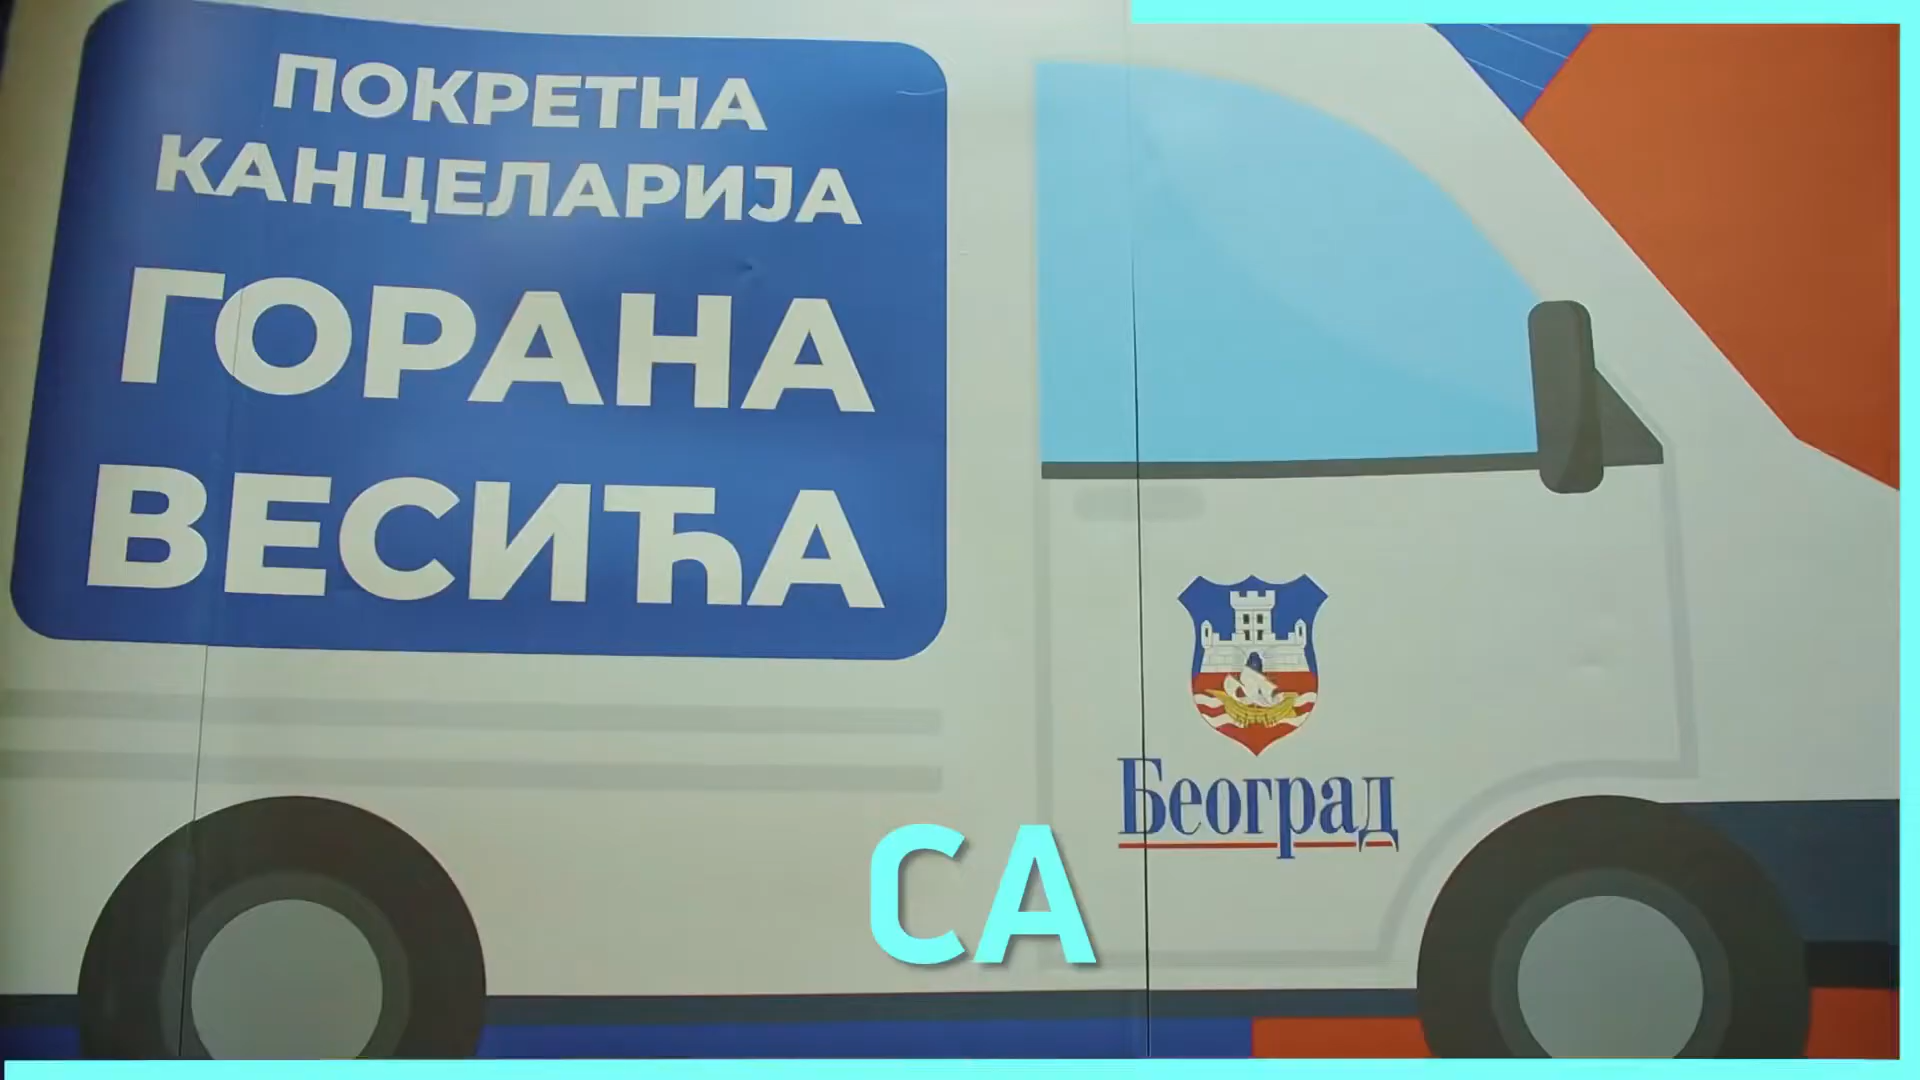 ПОКРЕТНА
КАНЦЕЛАРИЈА
ГОРАНА
ВЕСИЋА
Београд
СА